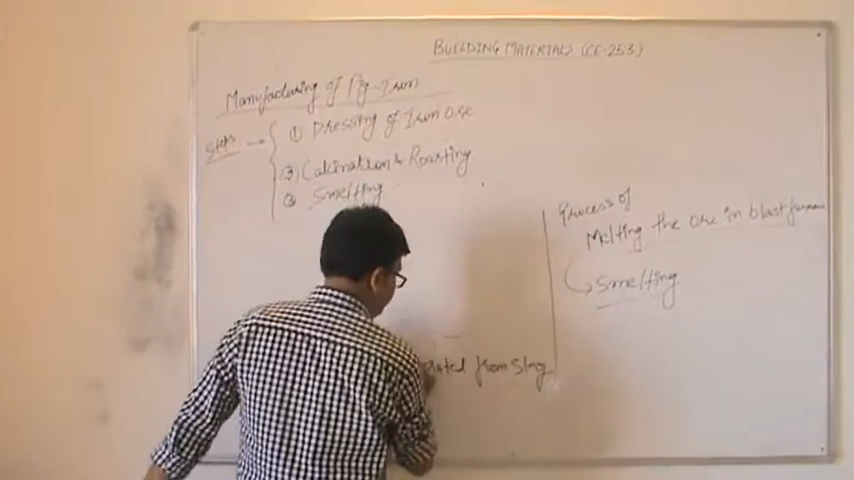 BUILDING MATERIALS (CE-253)
Manufacturing of Pig-Iron
Steps → ① Dressing of Iron ore
② Calcination & Roasting
③ Smelting
Process of
Melting the ore in blast furnace
Smelting
from Slag